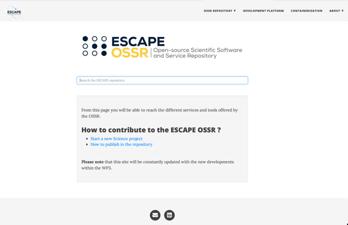 ESCAPE
OSSR REPOSITORY
DEVELOPMENT PLATFORM
CONTAINERISATION
ABOUT
ESCAPE
OSSR
Open-source Scientific Software
and Service Repository
Search the ESCAPE repository
From this page you will be able to reach the different services and tools offered by
the OSSR.
How to contribute to the ESCAPE OSSR ?
Start a new Science project
How to publish in the repository
Please note that this site will be constantly updated with the new developments
within the WP3.